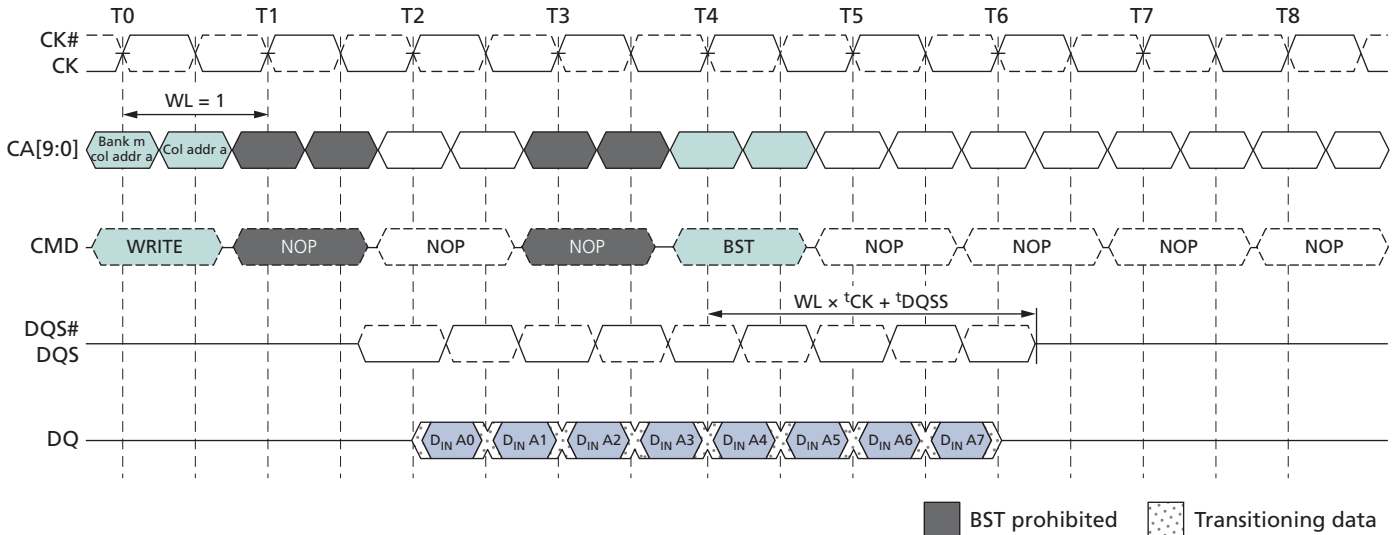 T0 T1 T2 T3 T4 T5 T6 T7 T8
CK#
CK
WL = 1
CA[9:0]
Bank m
col addr a
Col addr a
CMD
WRITE NOP NOP NOP BST NOP NOP NOP NOP
WL × tCK + tDQSS
DQS#
DQS
DQ
DIN A0 DIN A1 DIN A2 DIN A3 DIN A4 DIN A5 DIN A6 DIN A7
BST prohibited Transitioning data